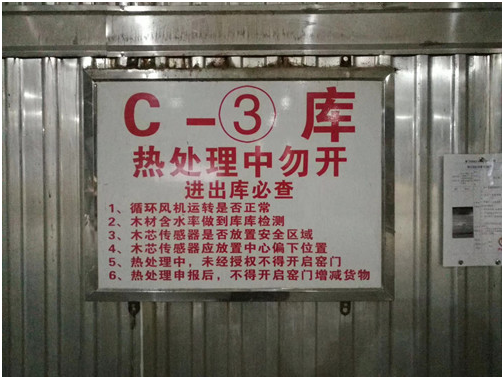 C-③库
热处理中勿开
进出库必查
1、循环风机运转是否正常
2、木材含水率做到库库检测
3、木芯传感器是否放置安全区域
4、木芯传感器应放置中心偏下位置
5、热处理中，未经授权不得开启窑门
6、热处理申报后，不得开启窑门增减货物